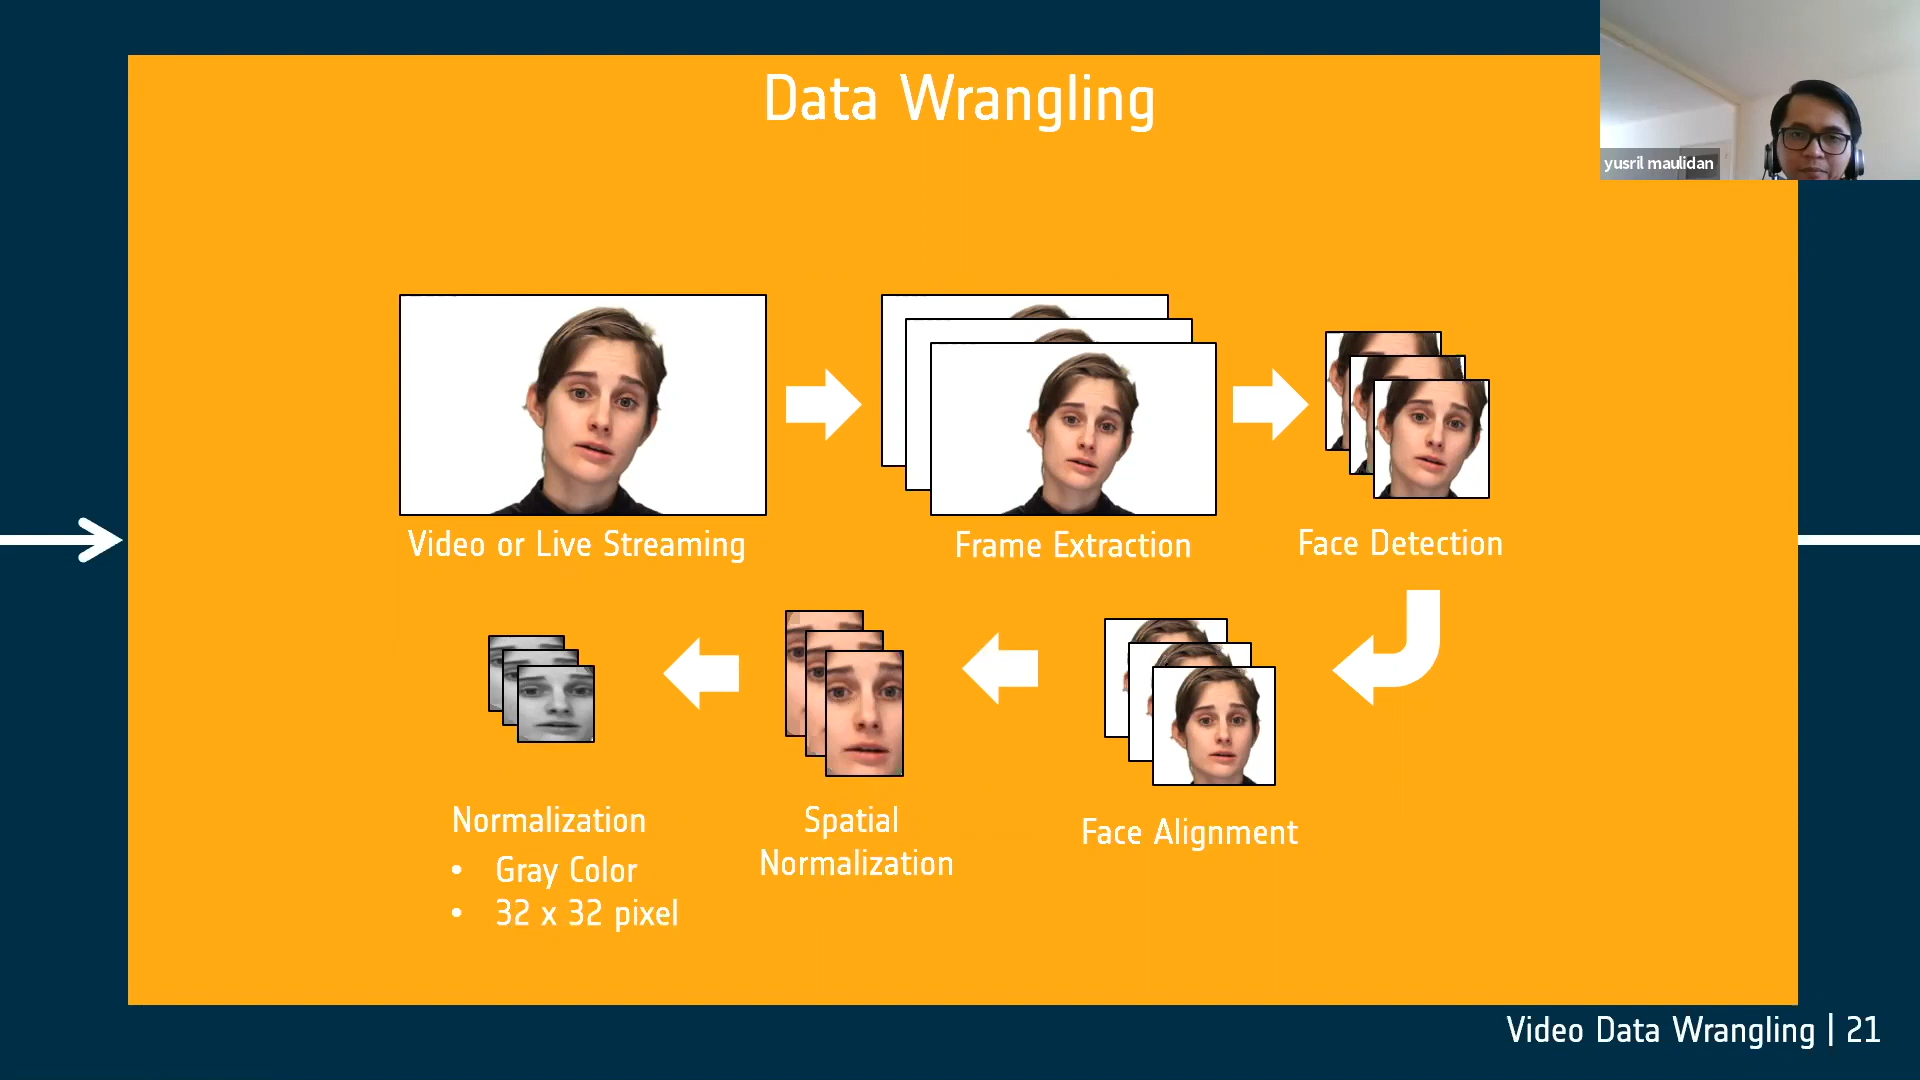 Data Wrangling
yusril maulidan
Video or Live Streaming
Frame Extraction
Face Detection
Face Alignment
Spatial
Normalization
Normalization
• Gray Color
• 32 x 32 pixel
Video Data Wrangling | 21